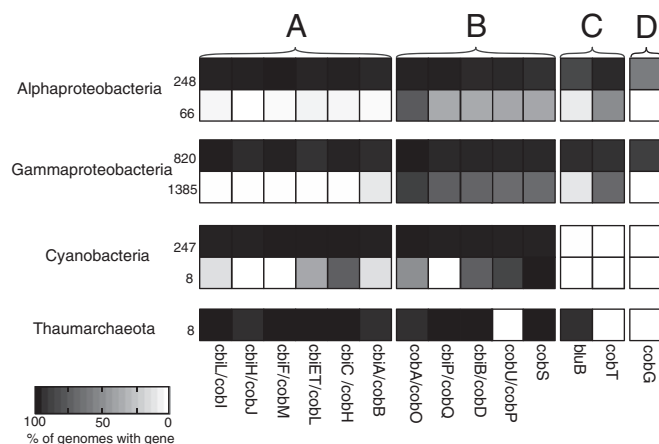 A B C D
Alphaproteobacteria
248
66
Gammaproteobacteria
820
1385
Cyanobacteria
247
8
Thaumarchaeota
8
cbiL/cobI
cbiH/cobJ
cbiF/cobM
cbiET/cobL
cbiC /cobH
cbiA/cobB
cobA/cobO
cbiP/cobQ
cbiB/cobD
cobU/cobP
cobS
bluB
cobT
cobG
100 50 0
% of genomes with gene